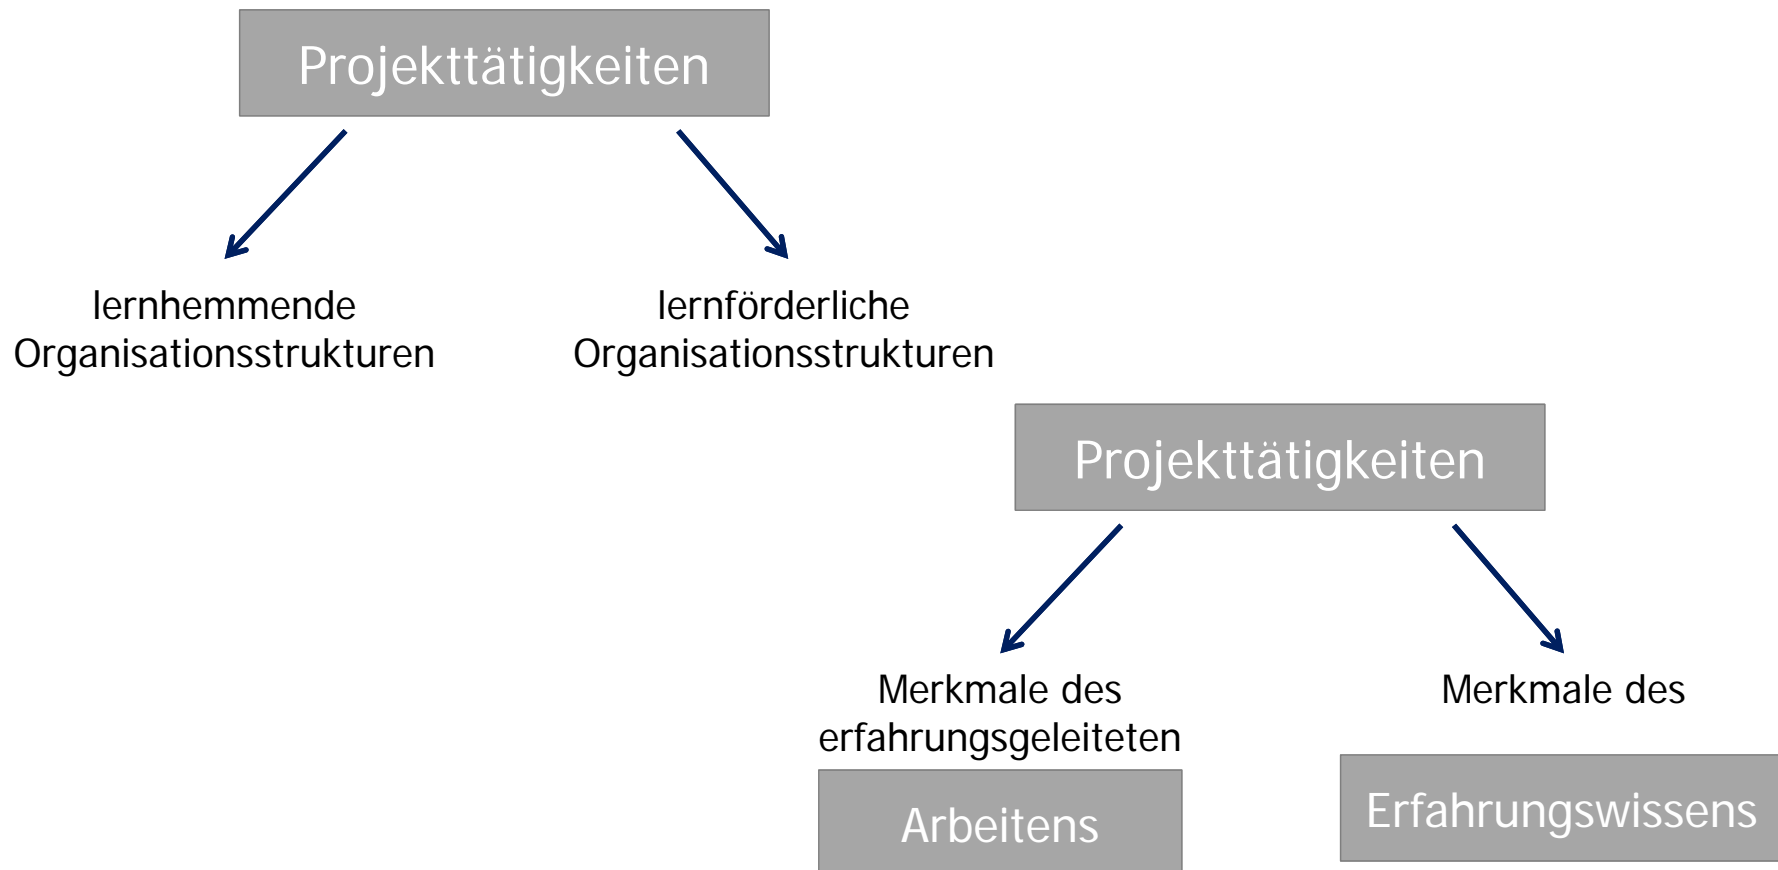 Projekttätigkeiten
lernhemmende
Organisationsstrukturen
lernförderliche
Organisationsstrukturen
Projekttätigkeiten
Merkmale des
erfahrungsgeleiteten
Arbeitens
Merkmale des
Erfahrungswissens